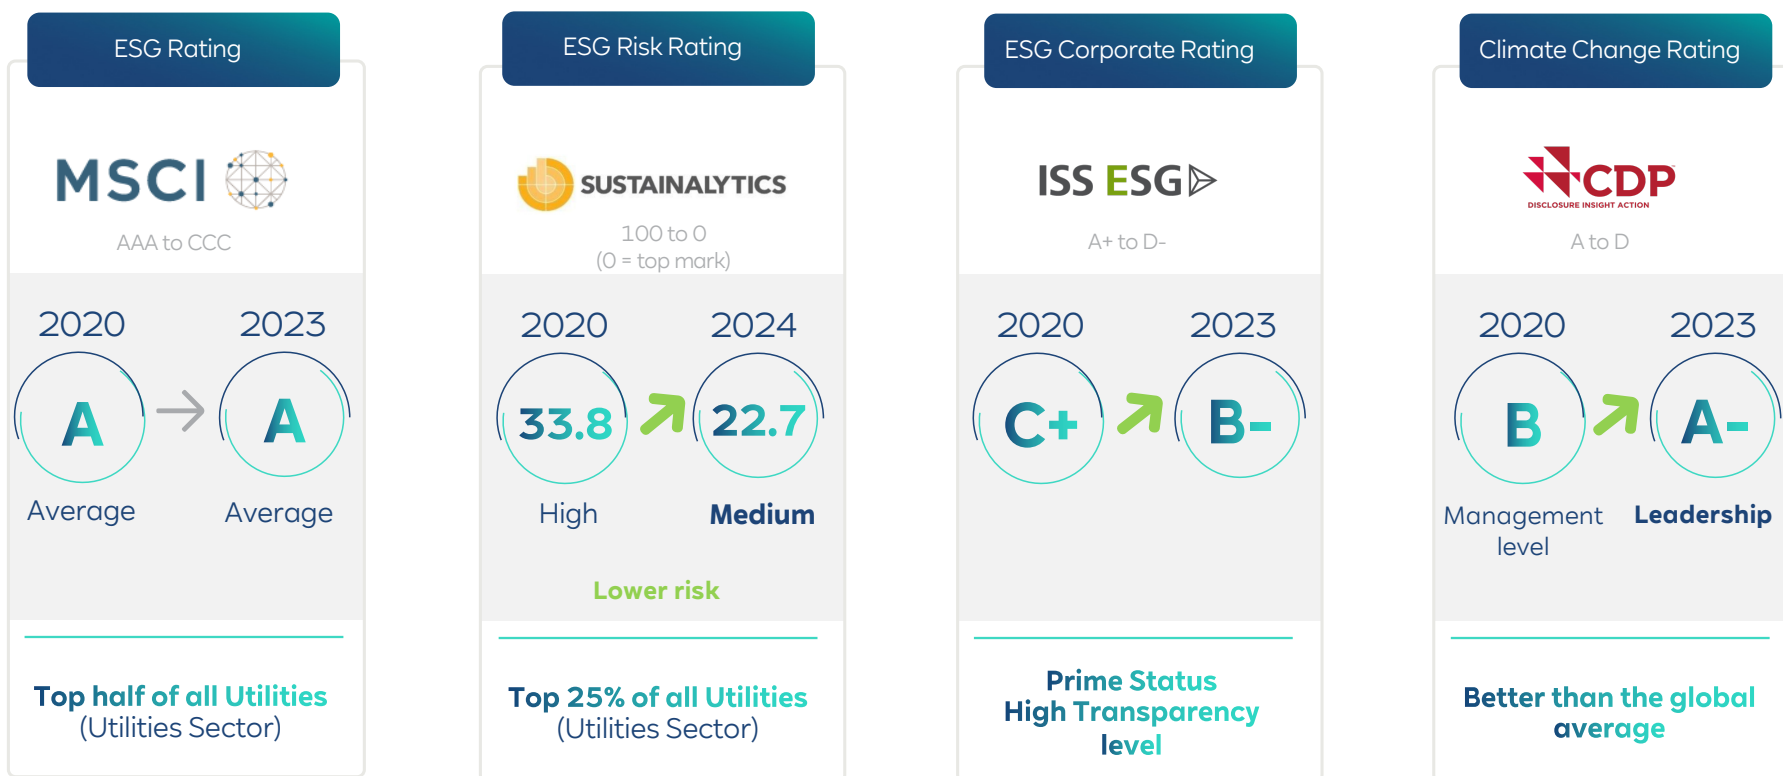 ESG Rating
MSCI
AAA to CCC
2020
2023
A
A
Average
Average
Top half of all Utilities
(Utilities Sector)
ESG Risk Rating
SUSTAINALYTICS
100 to 0
(0 = top mark)
2020
2024
33.8
22.7
High
Medium
Lower risk
Top 25% of all Utilities
(Utilities Sector)
ESG Corporate Rating
ISS ESG
A+ to D-
2020
2023
C+
B-
Prime Status
High Transparency
level
Climate Change Rating
CDP
DISCLOSURE INSIGHT ACTION
A to D
2020
2023
B
A-
Management
level
Leadership
Better than the global
average